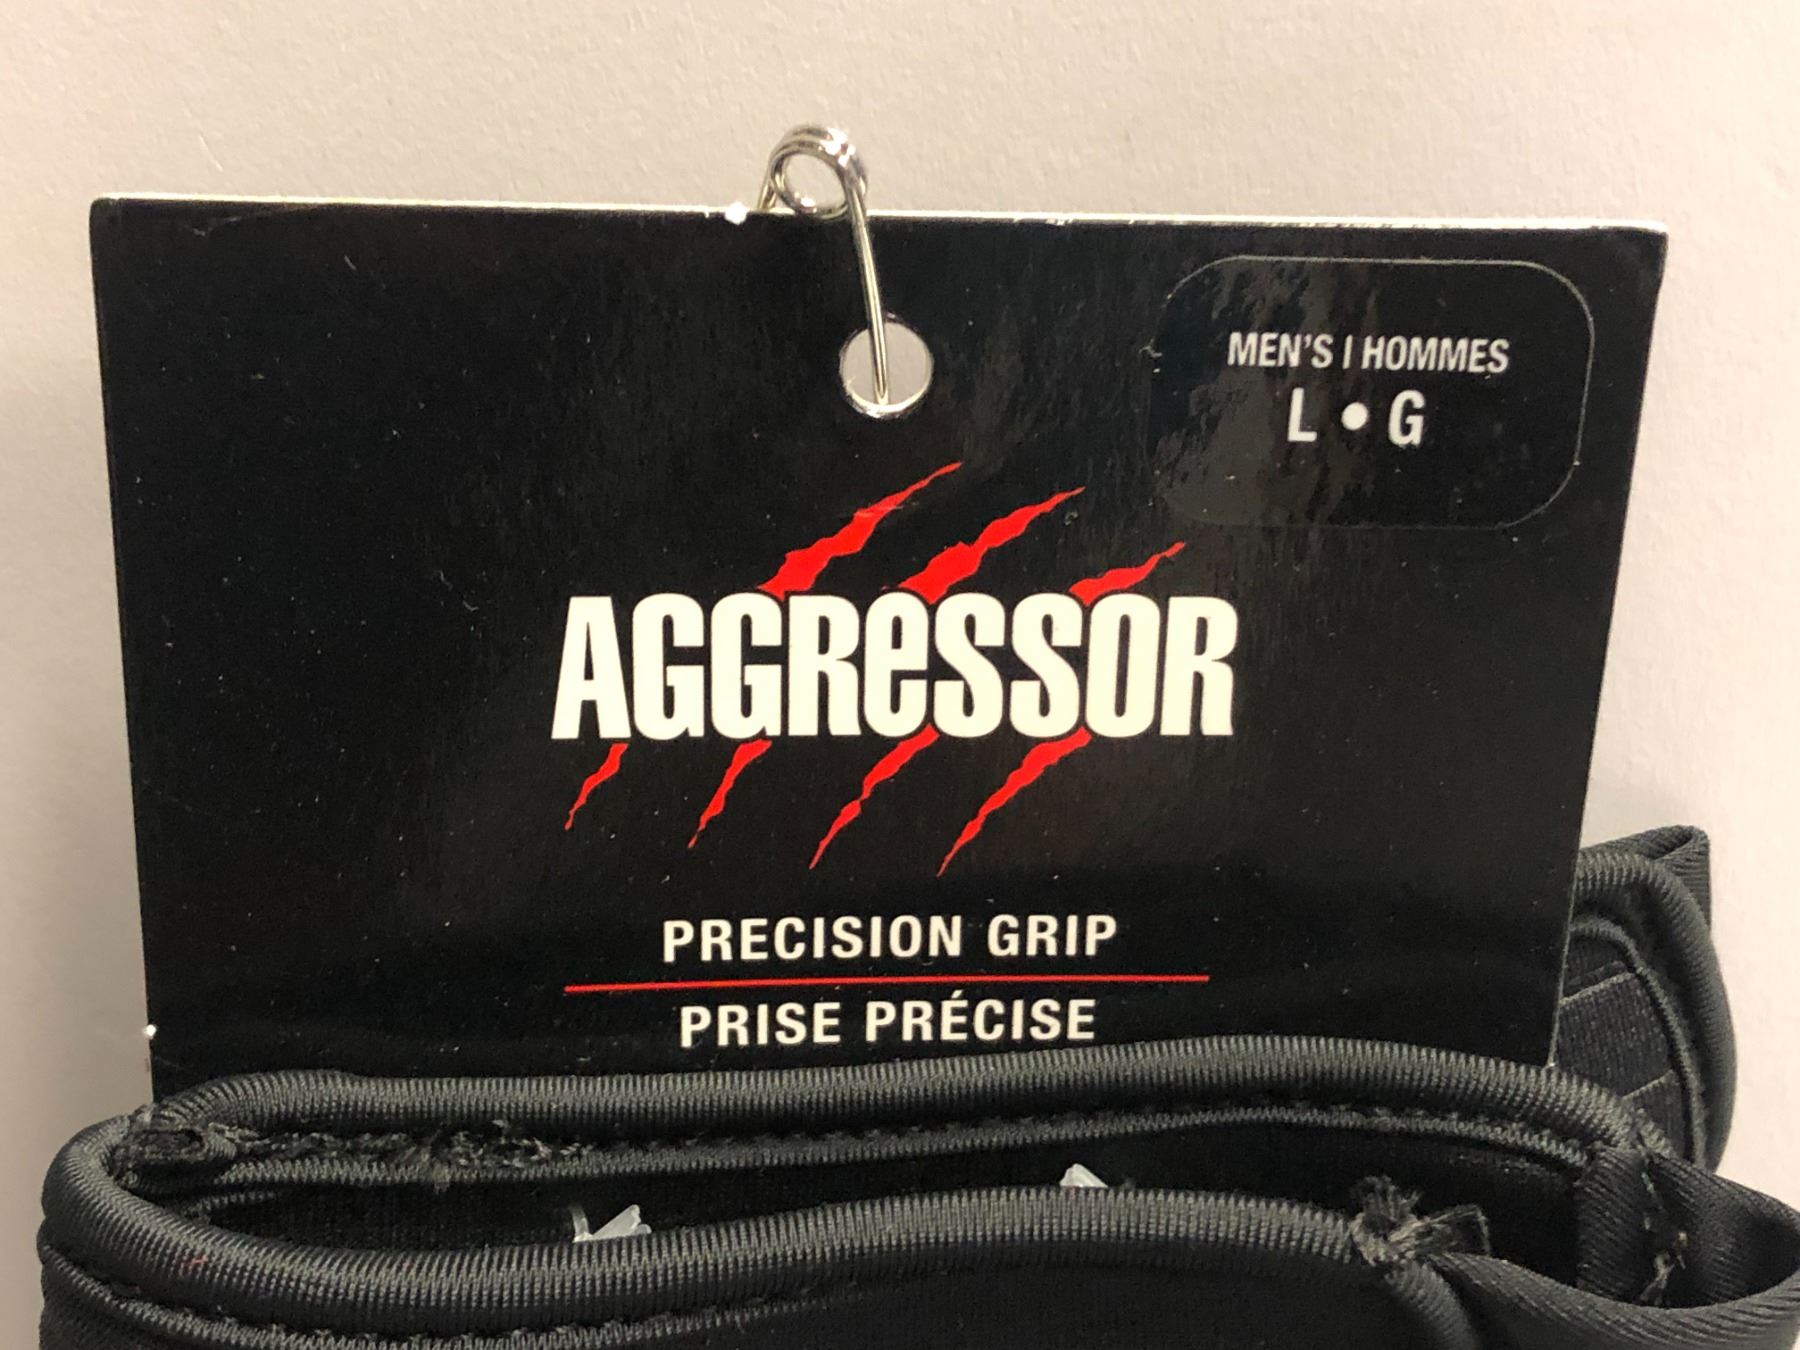 MEN'S | HOMMES
L • G
AGGReSSOR
PRECISION GRIP
PRISE PRÉCISE